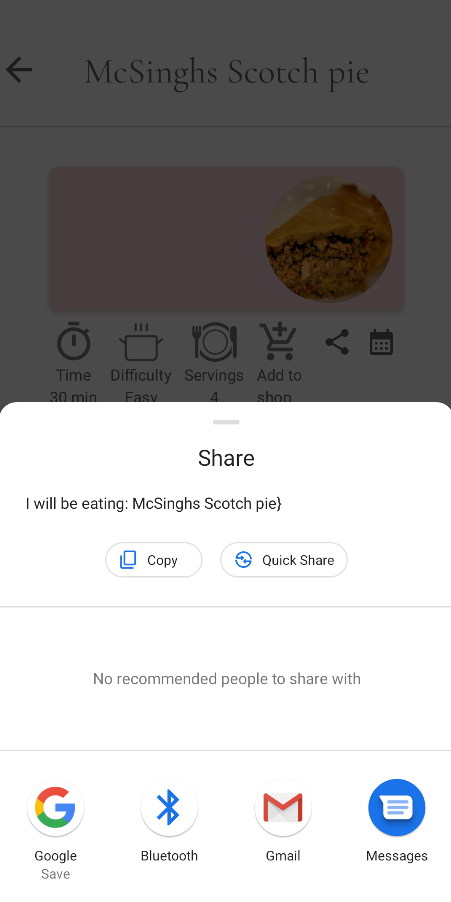 McSinghs Scotch pie
Time Difficulty Servings Add to
30 min Easy 4 shop
Share
I will be eating: McSinghs Scotch pie}
Copy Quick Share
No recommended people to share with
Google Bluetooth Gmail Messages
Save